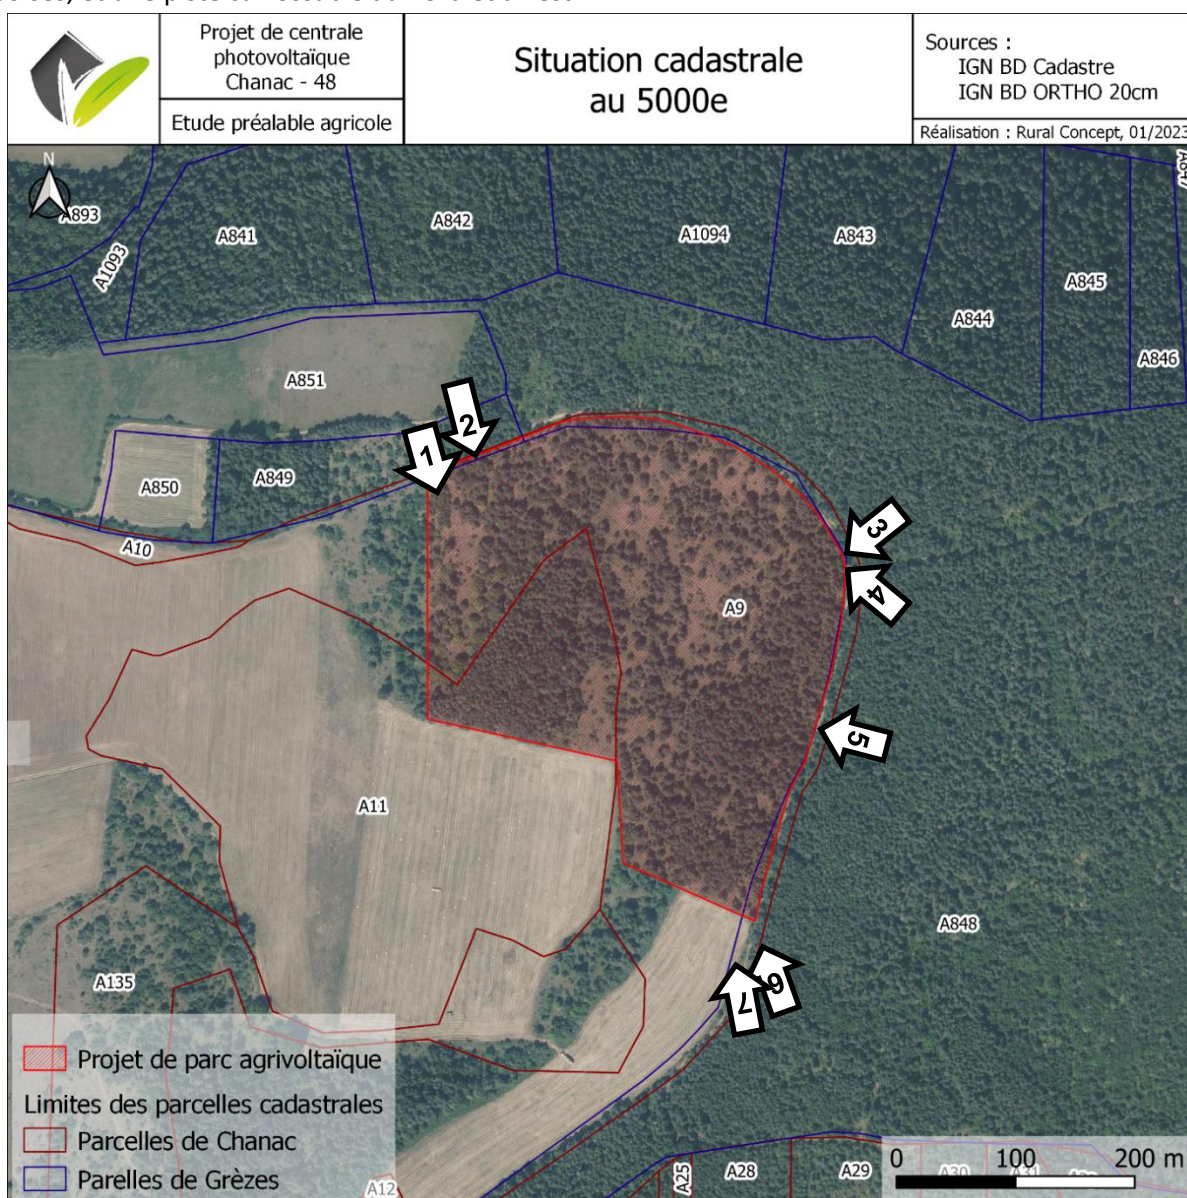 Projet de centrale
photovoltaïque
Chanac - 48
Etude préalable agricole
Situation cadastrale
au 5000e
Sources :
IGN BD Cadastre
IGN BD ORTHO 20cm
Réalisation : Rural Concept, 01/2023
N
A893
A1093
A841
A842
A1094
A843
A844
A845
A846
A847
A851
A850
A849
A10
1
2
3
4
5
6
7
A9
A11
A848
A135
Projet de parc agrivoltaïque
Limites des parcelles cadastrales
Parcelles de Chanac
Parelles de Grèzes
A12
A25
A28
A29
A30
A31
0 100 200 m